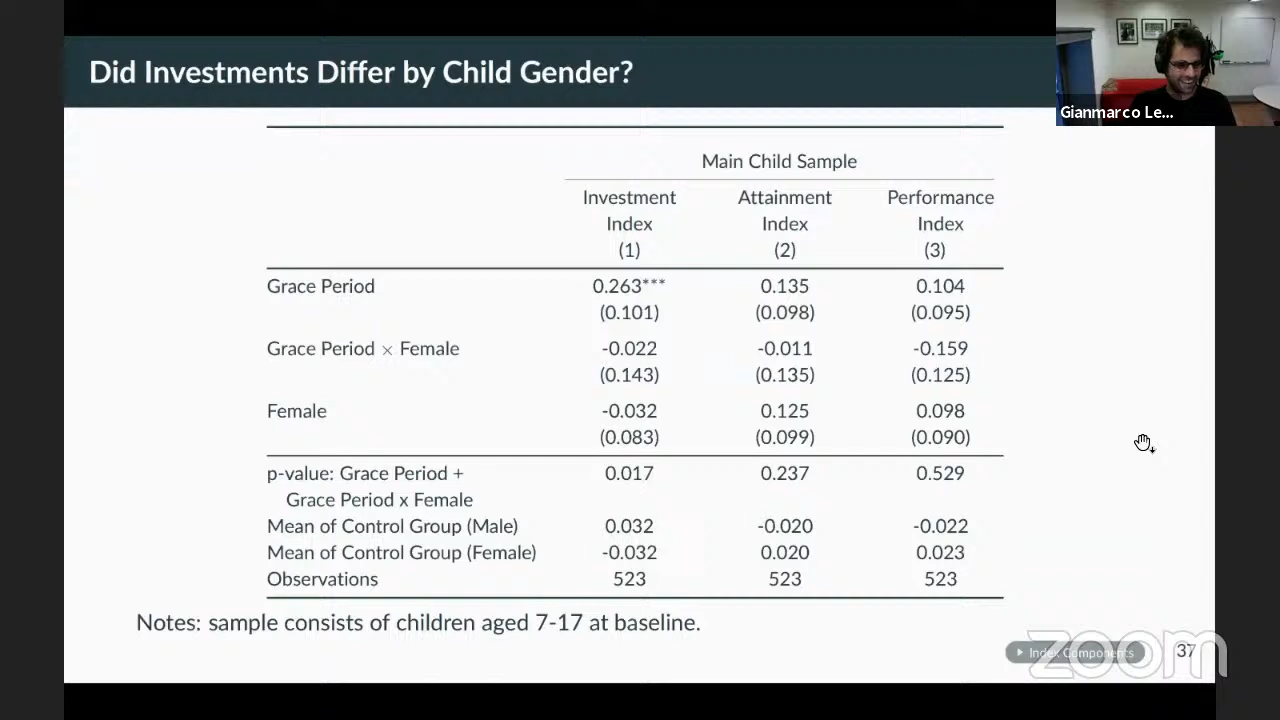 Did Investments Differ by Child Gender?
Gianmarco Le...
Main Child Sample
Investment Attainment Performance
Index Index Index
(1) (2) (3)
Grace Period 0.263*** 0.135 0.104
(0.101) (0.098) (0.095)
Grace Period × Female -0.022 -0.011 -0.159
(0.143) (0.135) (0.125)
Female -0.032 0.125 0.098
(0.083) (0.099) (0.090)
p-value: Grace Period + 0.017 0.237 0.529
Grace Period x Female
Mean of Control Group (Male) 0.032 -0.020 -0.022
Mean of Control Group (Female) -0.032 0.020 0.023
Observations 523 523 523
Notes: sample consists of children aged 7-17 at baseline.
Index Components
zoom
37